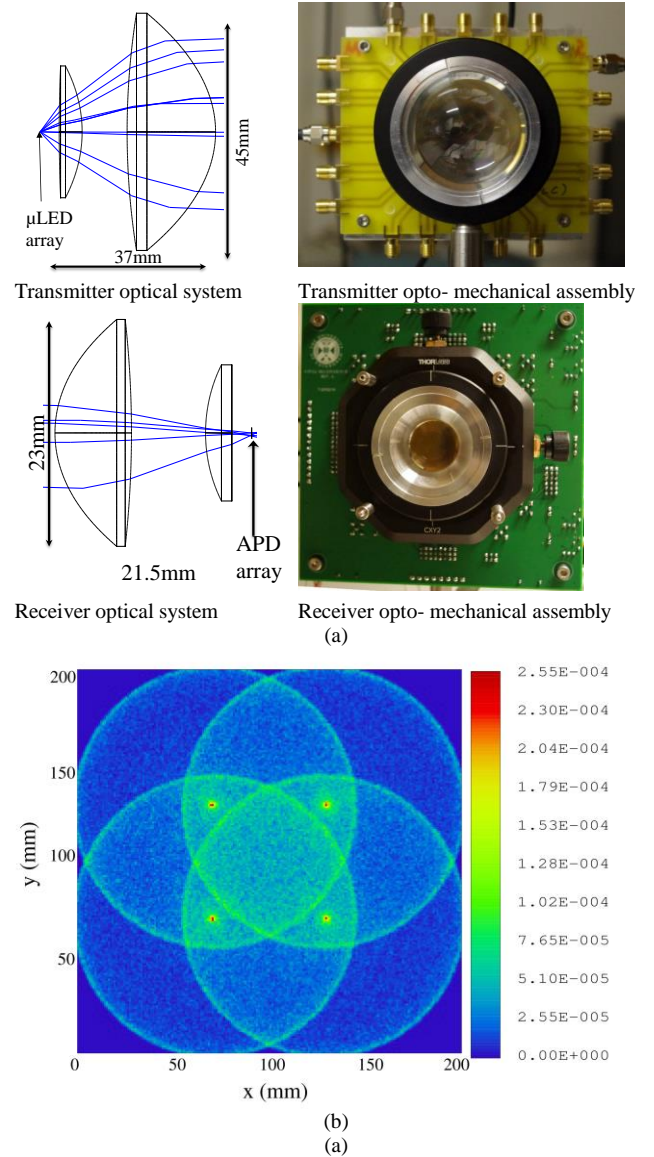 45mm
µLED
array
37mm
Transmitter optical system
Transmitter opto- mechanical assembly
23mm
APD
array
21.5mm
THORLABS
CXY2
Receiver optical system
Receiver opto- mechanical assembly
(a)
200
150
100
50
y (mm)
0
50
100
150
200
x (mm)
2.55E-004
2.30E-004
2.04E-004
1.79E-004
1.53E-004
1.28E-004
1.02E-004
7.65E-005
5.10E-005
2.55E-005
0.00E+000
(b)
(a)